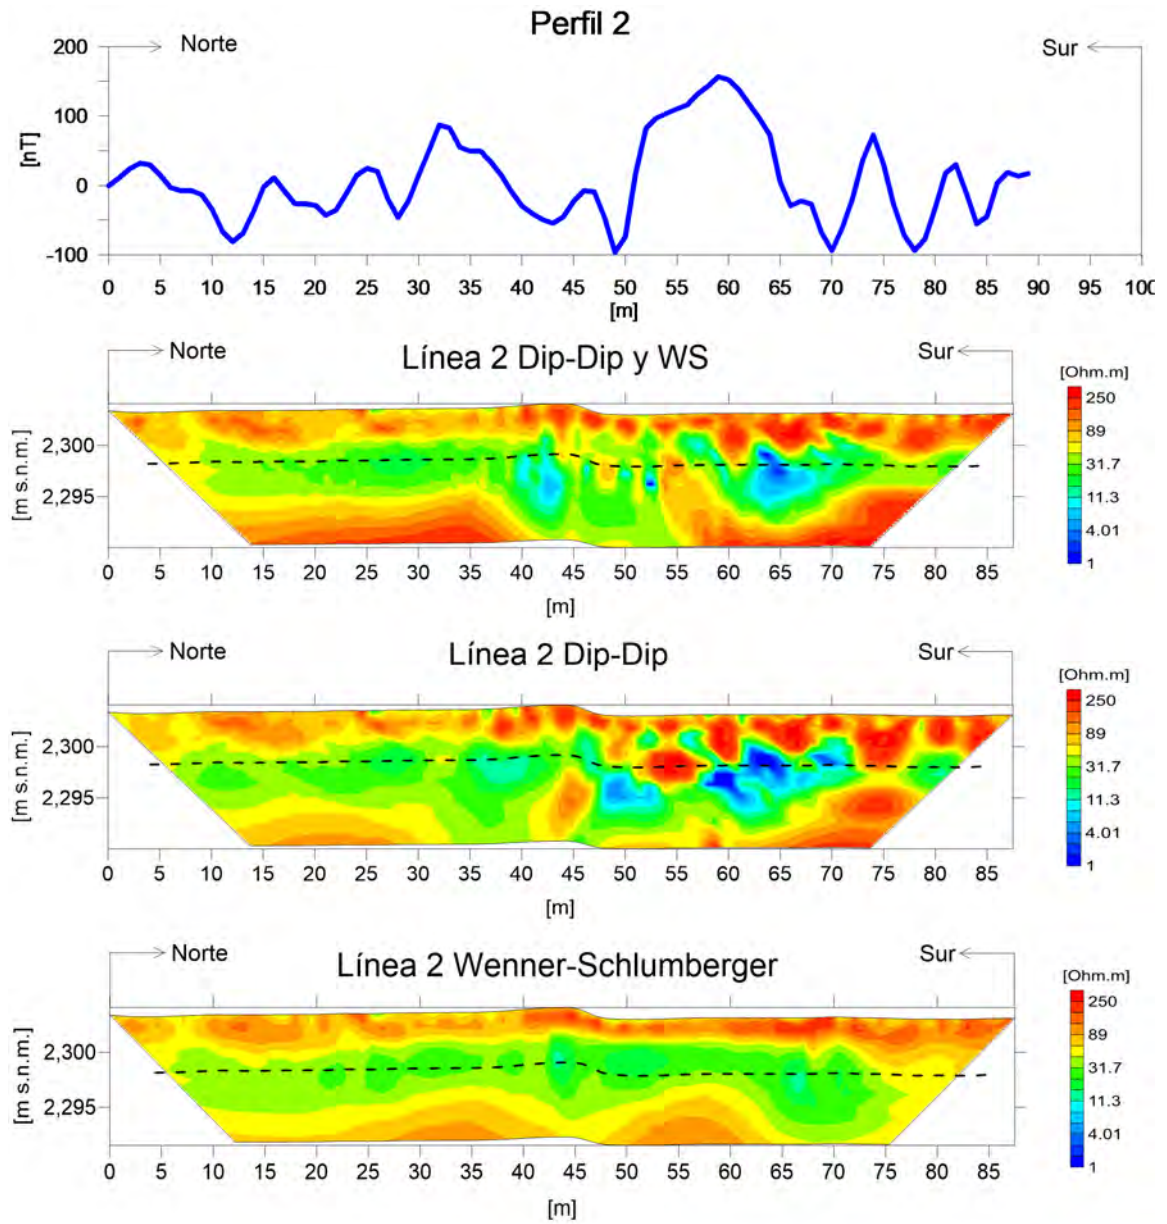 Perfil 2
Norte
Sur
200
100
0
-100
[nT]
0 5 10 15 20 25 30 35 40 45 50 55 60 65 70 75 80 85 90 100
[m]
Línea 2 Dip-Dip y WS
Norte
Sur
[Ohm.m]
250
89
31.7
11.3
4.01
1
2,300
2,295
[m s.n.m.]
0 5 10 15 20 25 30 35 40 45 50 55 60 65 70 75 80 85
[m]
Línea 2 Dip-Dip
Norte
Sur
[Ohm.m]
250
89
31.7
11.3
4.01
1
2,300
2,295
[m s.n.m.]
0 5 10 15 20 25 30 35 40 45 50 55 60 65 70 75 80 85
[m]
Línea 2 Wenner-Schlumberger
Norte
Sur
[Ohm.m]
250
89
31.7
11.3
4.01
1
2,300
2,295
[m s.n.m.]
0 5 10 15 20 25 30 35 40 45 50 55 60 65 70 75 80 85
[m]